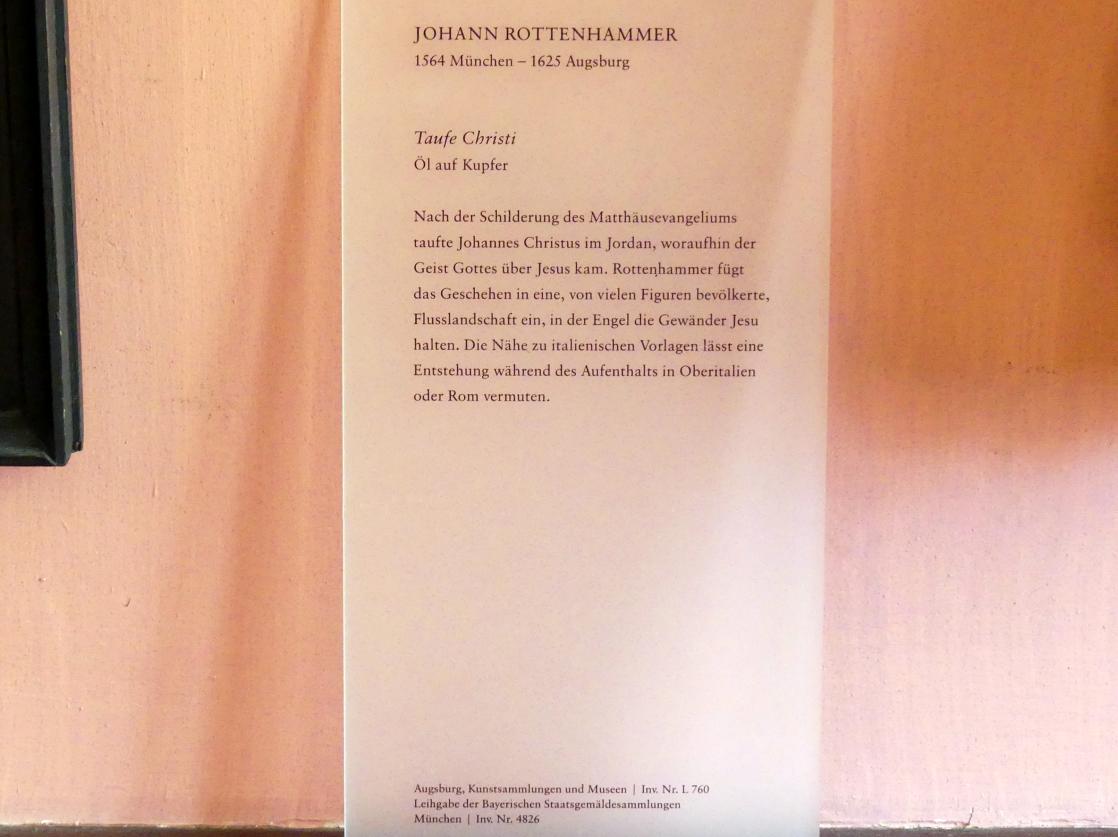 JOHANN ROTTENHAMMER
1564 München – 1625 Augsburg
Taufe Christi
Öl auf Kupfer
Nach der Schilderung des Matthäusevangeliums
taufte Johannes Christus im Jordan, woraufhin der
Geist Gottes über Jesus kam. Rottenhammer fügt
das Geschehen in eine, von vielen Figuren bevölkerte,
Flusslandschaft ein, in der Engel die Gewänder Jesu
halten. Die Nähe zu italienischen Vorlagen lässt eine
Entstehung während des Aufenthalts in Oberitalien
oder Rom vermuten.
Augsburg, Kunstsammlungen und Museen | Inv. Nr. L 760
Leihgabe der Bayerischen Staatsgemäldesammlungen
München | Inv. Nr. 4826